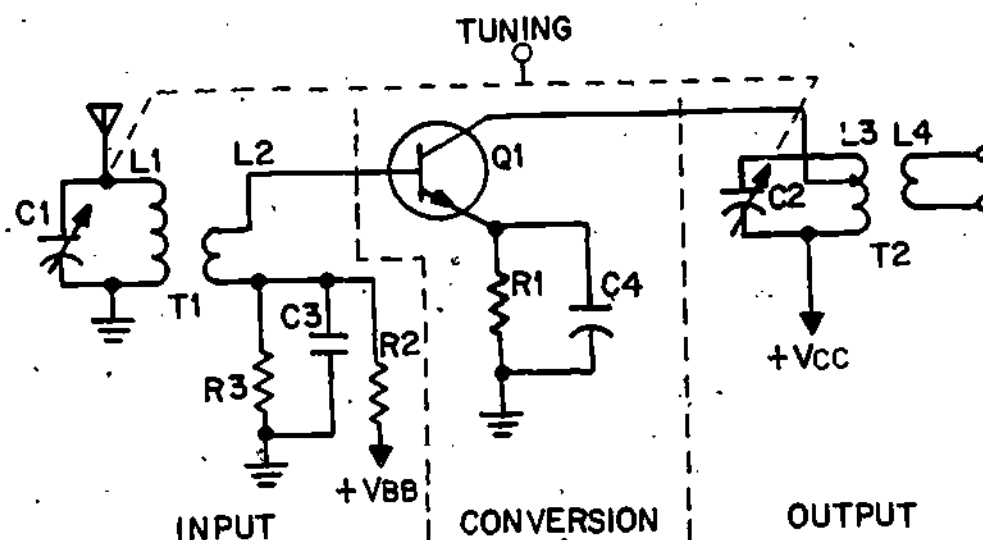 TUNING
L1
L2
Q1
L3
L4
C1
C2
T1
C3
R2
R1
C4
T2
R3
+VCC
+VBB
INPUT
CONVERSION
OUTPUT